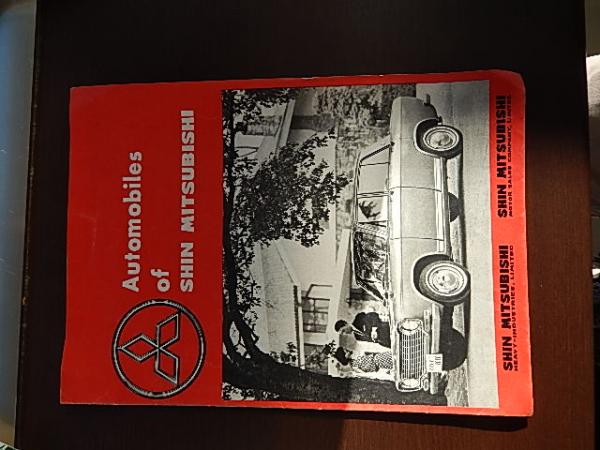 Automobiles
of
SHIN MITSUBISHI
SHIN MITSUBISHI
HEAVY-INDUSTRIES, LIMITED
SHIN MITSUBISHI
MOTOR SALES COMPANY, LIMITED